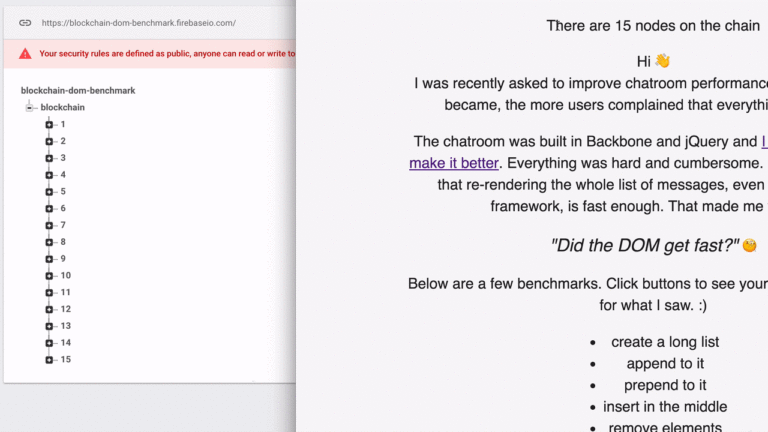 https://blockchain-dom-benchmark.firebaseio.com/
Your security rules are defined as public, anyone can read or write to
blockchain-dom-benchmark
blockchain
1
2
3
4
5
6
7
8
9
10
11
12
13
14
15
There are 15 nodes on the chain
Hi 👋
I was recently asked to improve chatroom performance
became, the more users complained that everythi
The chatroom was built in Backbone and jQuery and I
make it better. Everything was hard and cumbersome.
that re-rendering the whole list of messages, even
framework, is fast enough. That made me
"Did the DOM get fast?" 🧐
Below are a few benchmarks. Click buttons to see your
for what I saw. :)
• create a long list
• append to it
• prepend to it
• insert in the middle
• remove elements